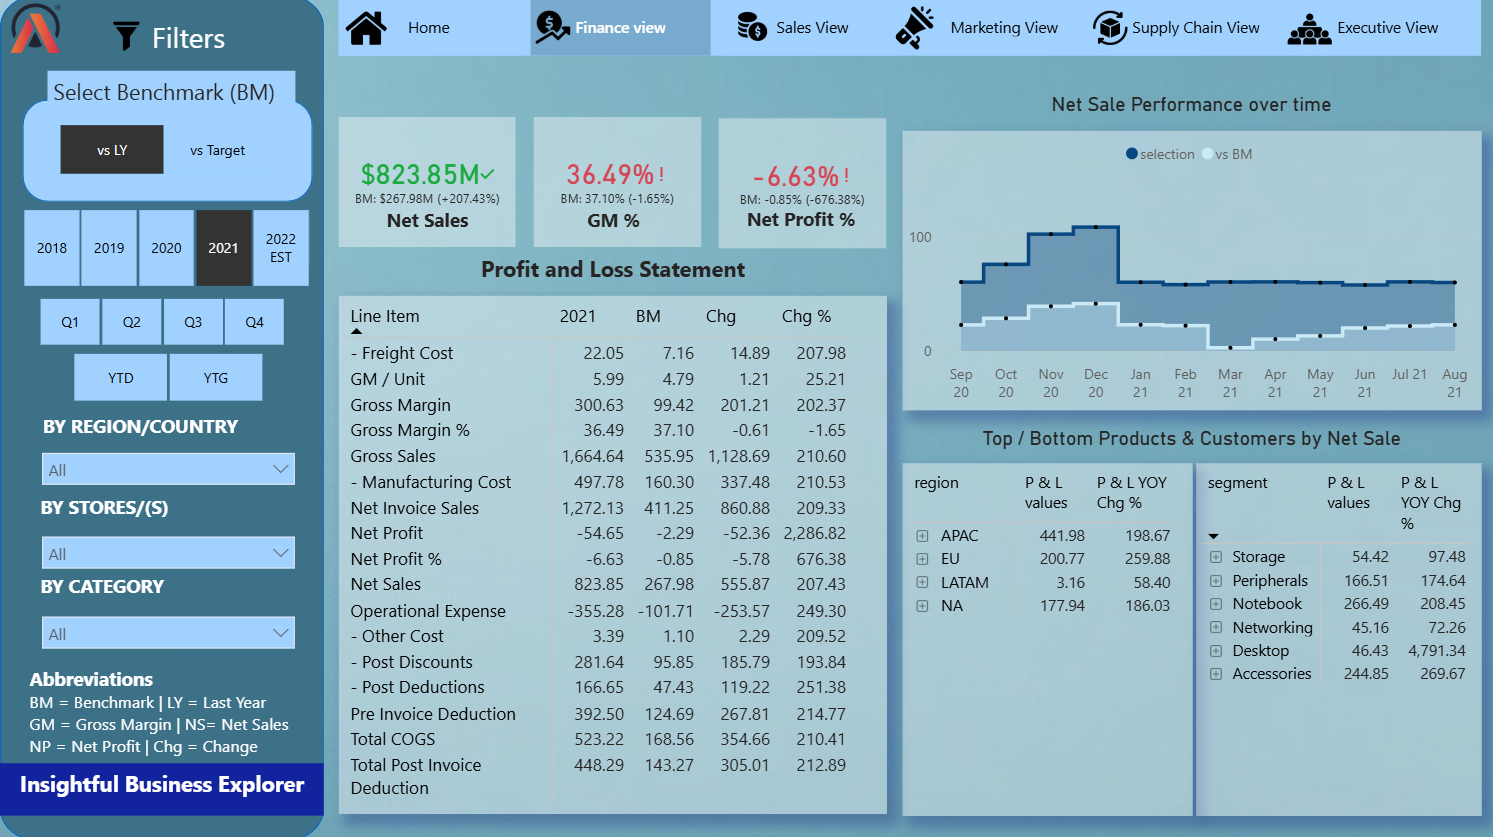 Filters
Select Benchmark (BM)
vs LY
vs Target
2018
2019
2020
2021
2022
EST
Q1
Q2
Q3
Q4
YTD
YTG
BY REGION/COUNTRY
All
BY STORES/(S)
All
BY CATEGORY
All
Abbreviations
BM = Benchmark | LY = Last Year
GM = Gross Margin | NS= Net Sales
NP = Net Profit | Chg = Change
Insightful Business Explorer
Home
Finance view
Sales View
Marketing View
Supply Chain View
Executive View
$823.85M✓
BM: $267.98M (+207.43%)
Net Sales
36.49% !
BM: 37.10% (-1.65%)
GM %
-6.63% !
BM: -0.85% (-676.38%)
Net Profit %
Profit and Loss Statement
Line Item 2021 BM Chg Chg %
- Freight Cost 22.05 7.16 14.89 207.98
GM / Unit 5.99 4.79 1.21 25.21
Gross Margin 300.63 99.42 201.21 202.37
Gross Margin % 36.49 37.10 -0.61 -1.65
Gross Sales 1,664.64 535.95 1,128.69 210.60
- Manufacturing Cost 497.78 160.30 337.48 210.53
Net Invoice Sales 1,272.13 411.25 860.88 209.33
Net Profit -54.65 -2.29 -52.36 2,286.82
Net Profit % -6.63 -0.85 -5.78 676.38
Net Sales 823.85 267.98 555.87 207.43
Operational Expense -355.28 -101.71 -253.57 249.30
- Other Cost 3.39 1.10 2.29 209.52
- Post Discounts 281.64 95.85 185.79 193.84
- Post Deductions 166.65 47.43 119.22 251.38
Pre Invoice Deduction 392.50 124.69 267.81 214.77
Total COGS 523.22 168.56 354.66 210.41
Total Post Invoice 448.29 143.27 305.01 212.89
Deduction
Net Sale Performance over time
selection vs BM
100
0
Sep Oct Nov Dec Jan Feb Mar Apr May Jun Jul 21 Aug
20 20 20 20 21 21 21 21 21 21 21
Top / Bottom Products & Customers by Net Sale
region P & L P & L YOY
values Chg %
APAC 441.98 198.67
EU 200.77 259.88
LATAM 3.16 58.40
NA 177.94 186.03
segment P & L P & L
values YOY Chg
%
Storage 54.42 97.48
Peripherals 166.51 174.64
Notebook 266.49 208.45
Networking 45.16 72.26
Desktop 46.43 4,791.34
Accessories 244.85 269.67